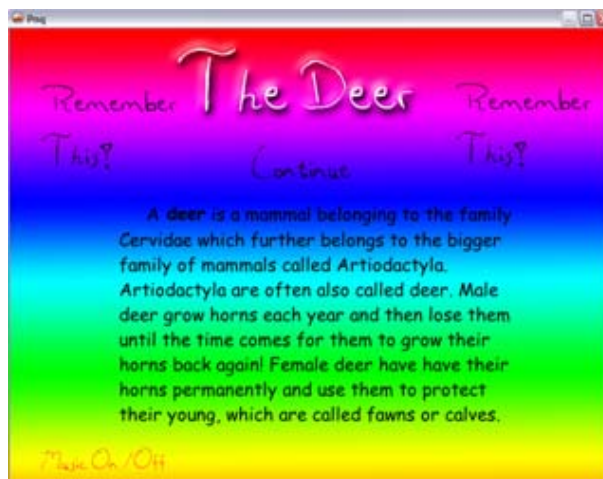 Psq
The Deer
Remember
This!
Remember
This!
Continue
A deer is a mammal belonging to the family
Cervidae which further belongs to the bigger
family of mammals called Artiodactyla.
Artiodactyla are often also called deer. Male
deer grow horns each year and then lose them
until the time comes for them to grow their
horns back again! Female deer have have their
horns permanently and use them to protect
their young, which are called fawns or calves.
Music On/Off